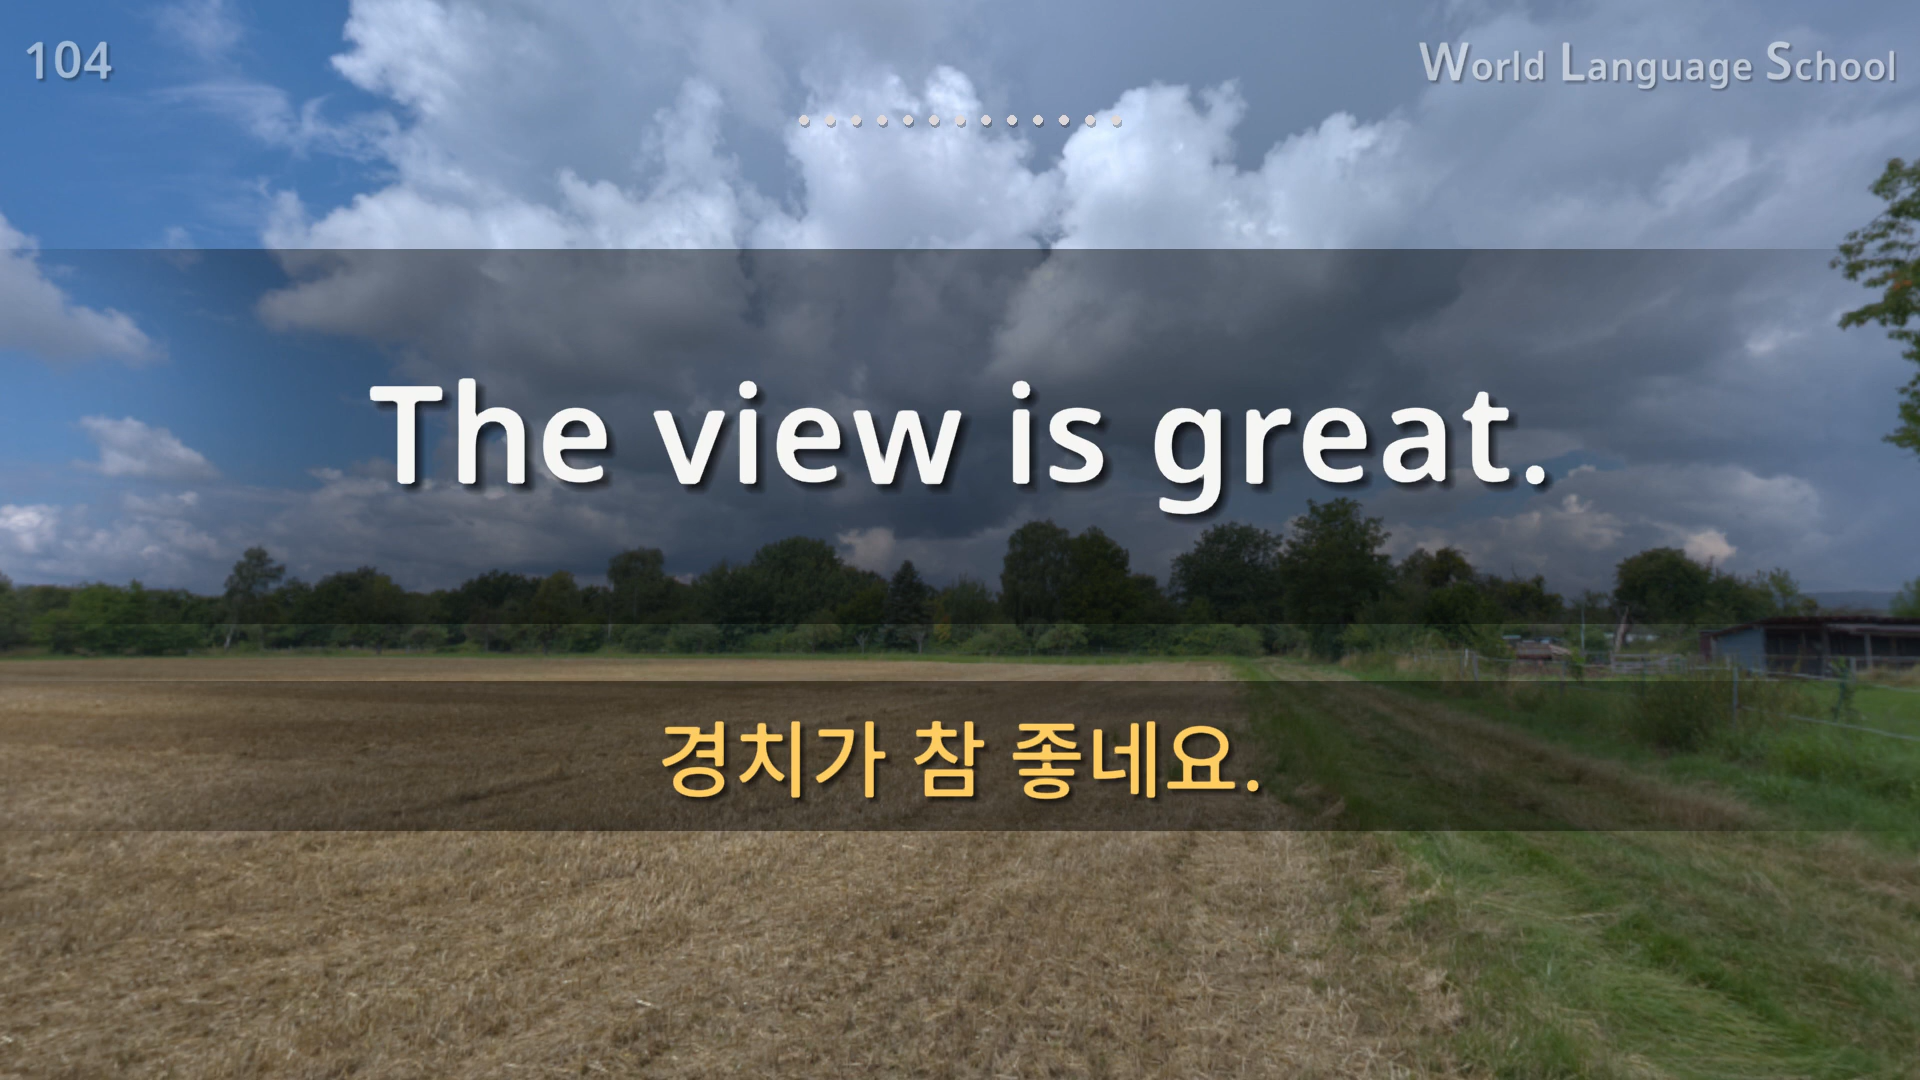 104
World Language School
The view is great.
경치가 참 좋네요.